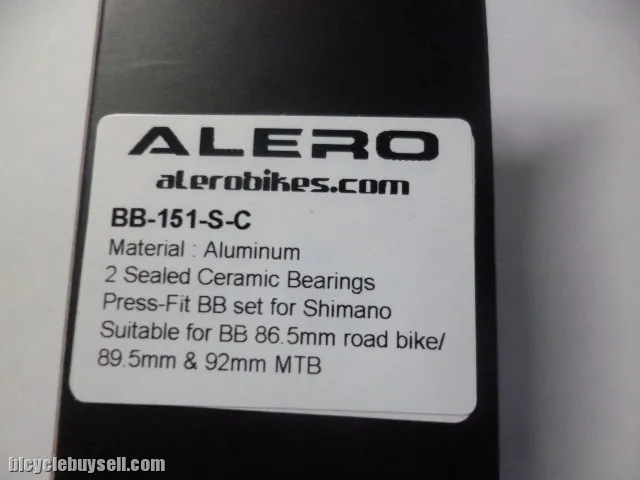 ALERO
alerobikes.com
BB-151-S-C
Material : Aluminum
2 Sealed Ceramic Bearings
Press-Fit BB set for Shimano
Suitable for BB 86.5mm road bike/
89.5mm & 92mm MTB
bicyclebuysell.com